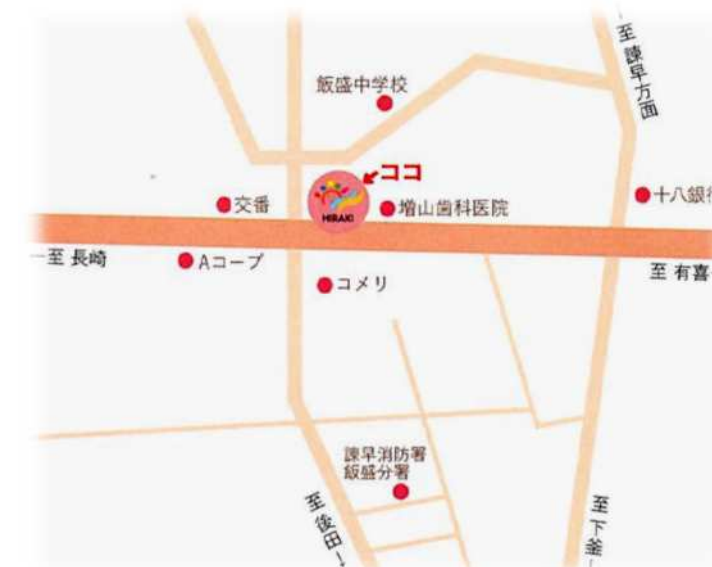 至 諫早方面
飯盛中学校
ココ
HIRAKI
交番
増山歯科医院
十八銀
至 長崎
Aコープ
至 有喜
コメリ
諫早消防署
飯盛分署
至 後田
至 下釜